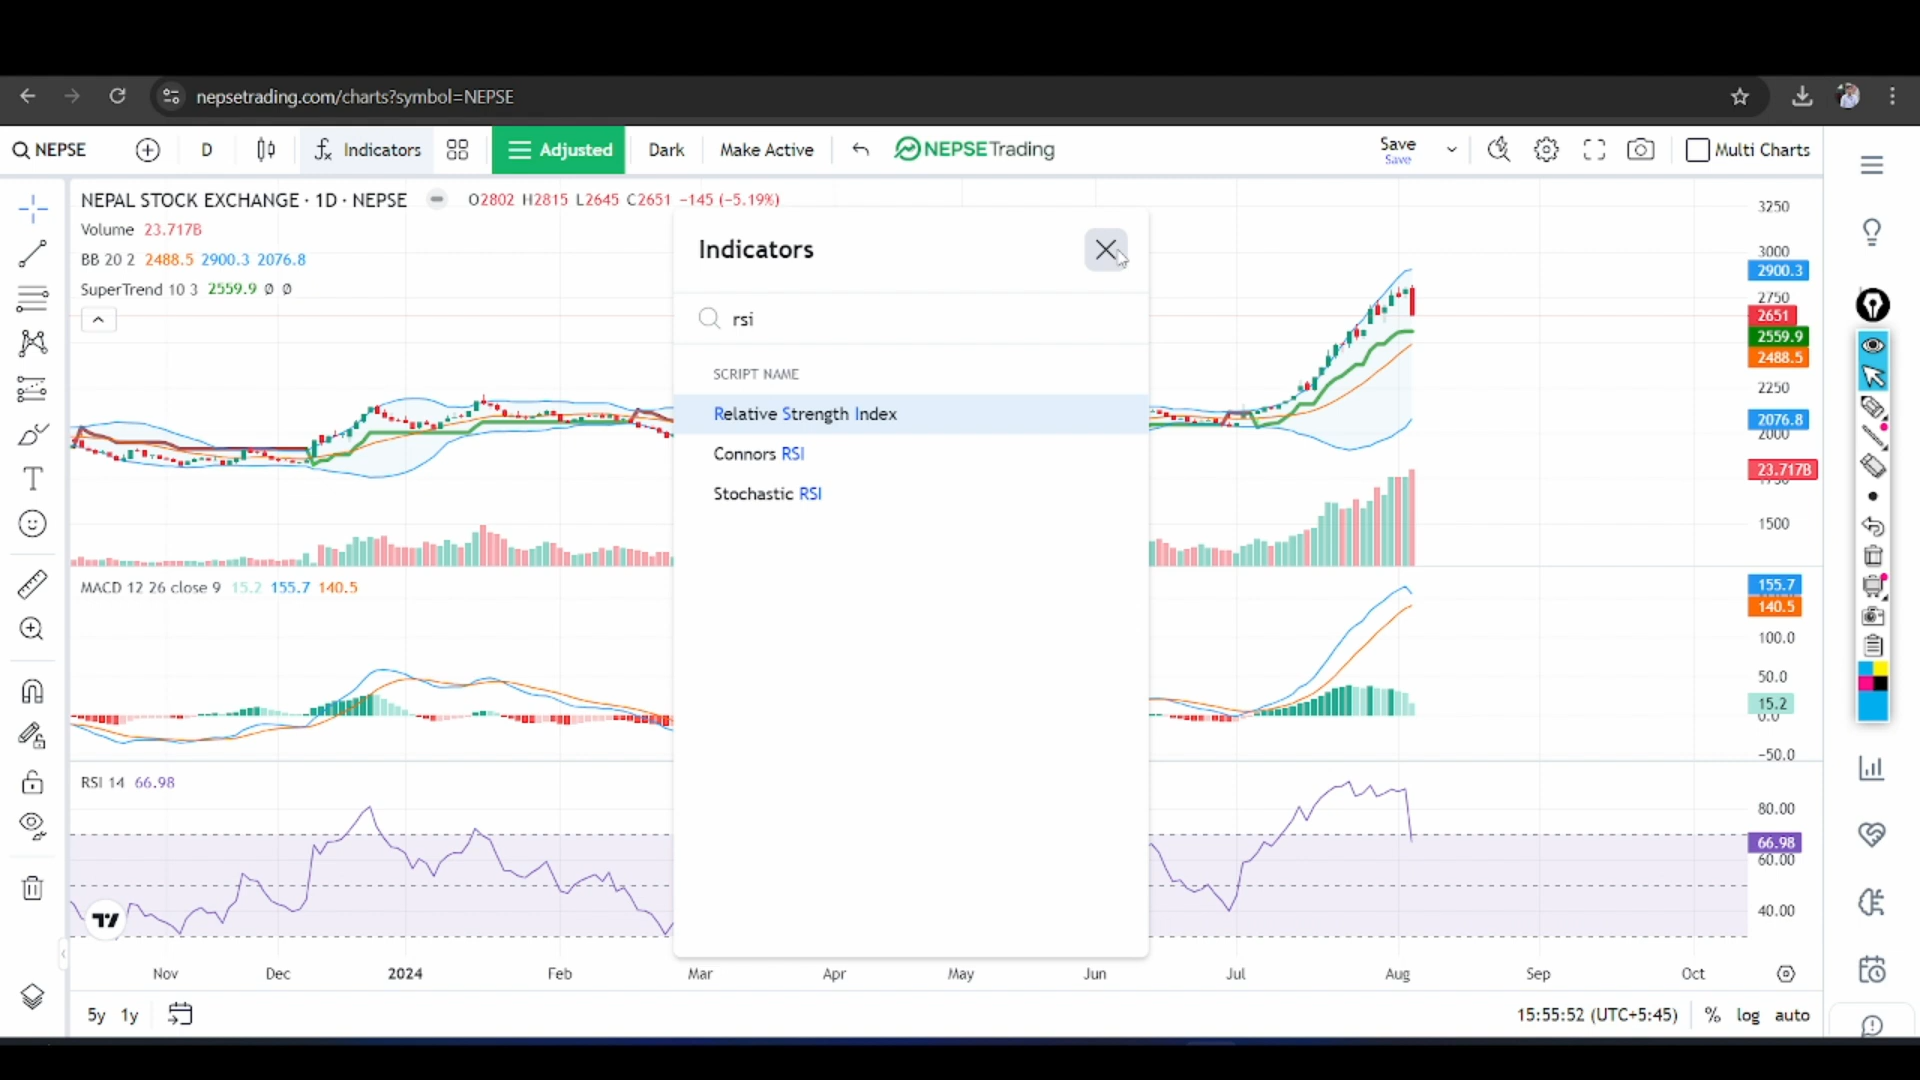 nepsetrading.com/charts?symbol=NEPSE
NEPSE D Indicators Adjusted Dark Make Active NEPSETrading Save Multi Charts
Save
NEPAL STOCK EXCHANGE · 1D · NEPSE O2802 H2815 L2645 C2651 −145 (−5.19%)
Volume 23.717B
BB 20 2 2488.5 2900.3 2076.8
SuperTrend 10 3 2559.9 Ø Ø
Indicators
rsi
SCRIPT NAME
Relative Strength Index
Connors RSI
Stochastic RSI
3250
3000
2900.3
2750
2651
2559.9
2488.5
2250
2076.8
2000
23.717B
1500
MACD 12 26 close 9 15.2 155.7 140.5
155.7
140.5
100.0
50.0
15.2
0.0
−50.0
RSI 14 66.98
80.00
66.98
60.00
40.00
Nov Dec 2024 Feb Mar Apr May Jun Jul Aug Sep Oct
5y 1y 15:55:52 (UTC+5:45) % log auto